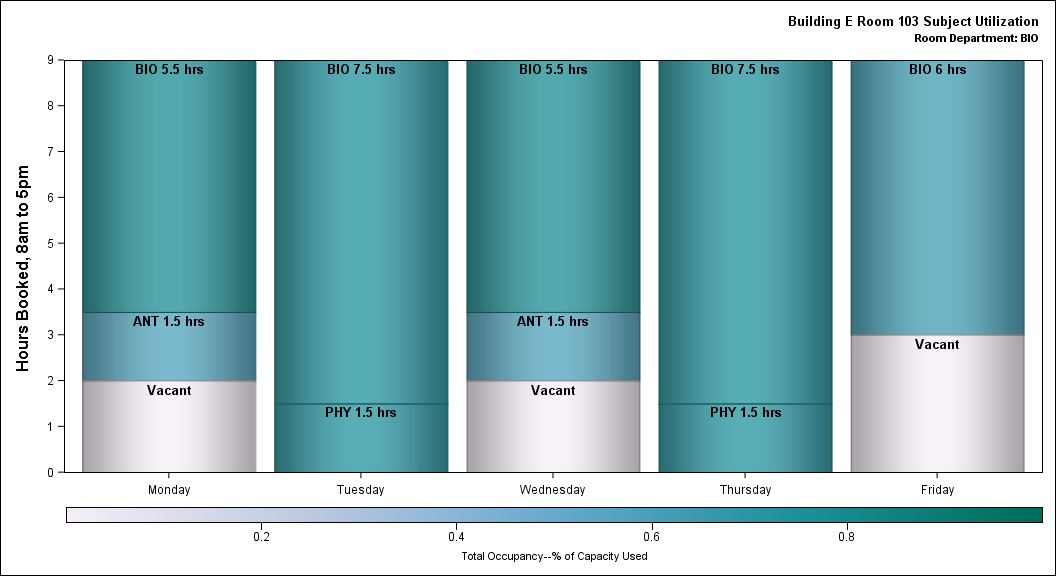 Building E Room 103 Subject Utilization
Room Department: BIO
Hours Booked, 8am to 5pm
9
8
7
6
5
4
3
2
1
0
BIO 5.5 hrs
ANT 1.5 hrs
Vacant
BIO 7.5 hrs
PHY 1.5 hrs
BIO 5.5 hrs
ANT 1.5 hrs
Vacant
BIO 7.5 hrs
PHY 1.5 hrs
BIO 6 hrs
Vacant
Monday Tuesday Wednesday Thursday Friday
0.2 0.4 0.6 0.8
Total Occupancy--% of Capacity Used